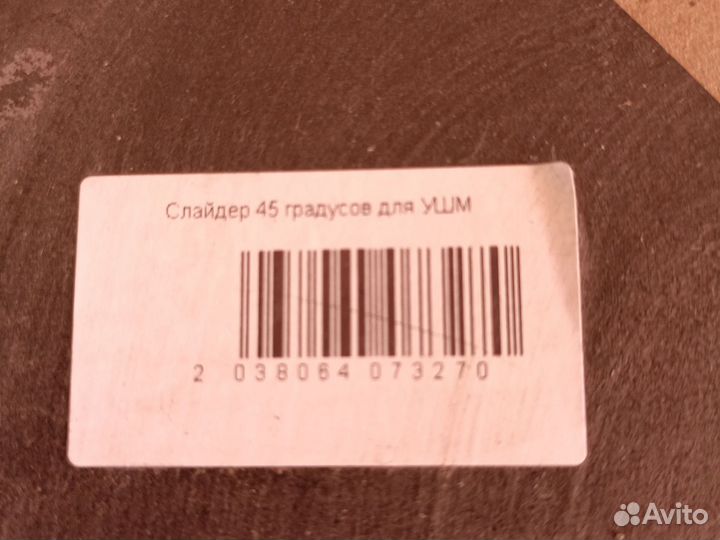 Слайдер 45 градусов для УШМ
2 038064 073270
Avito